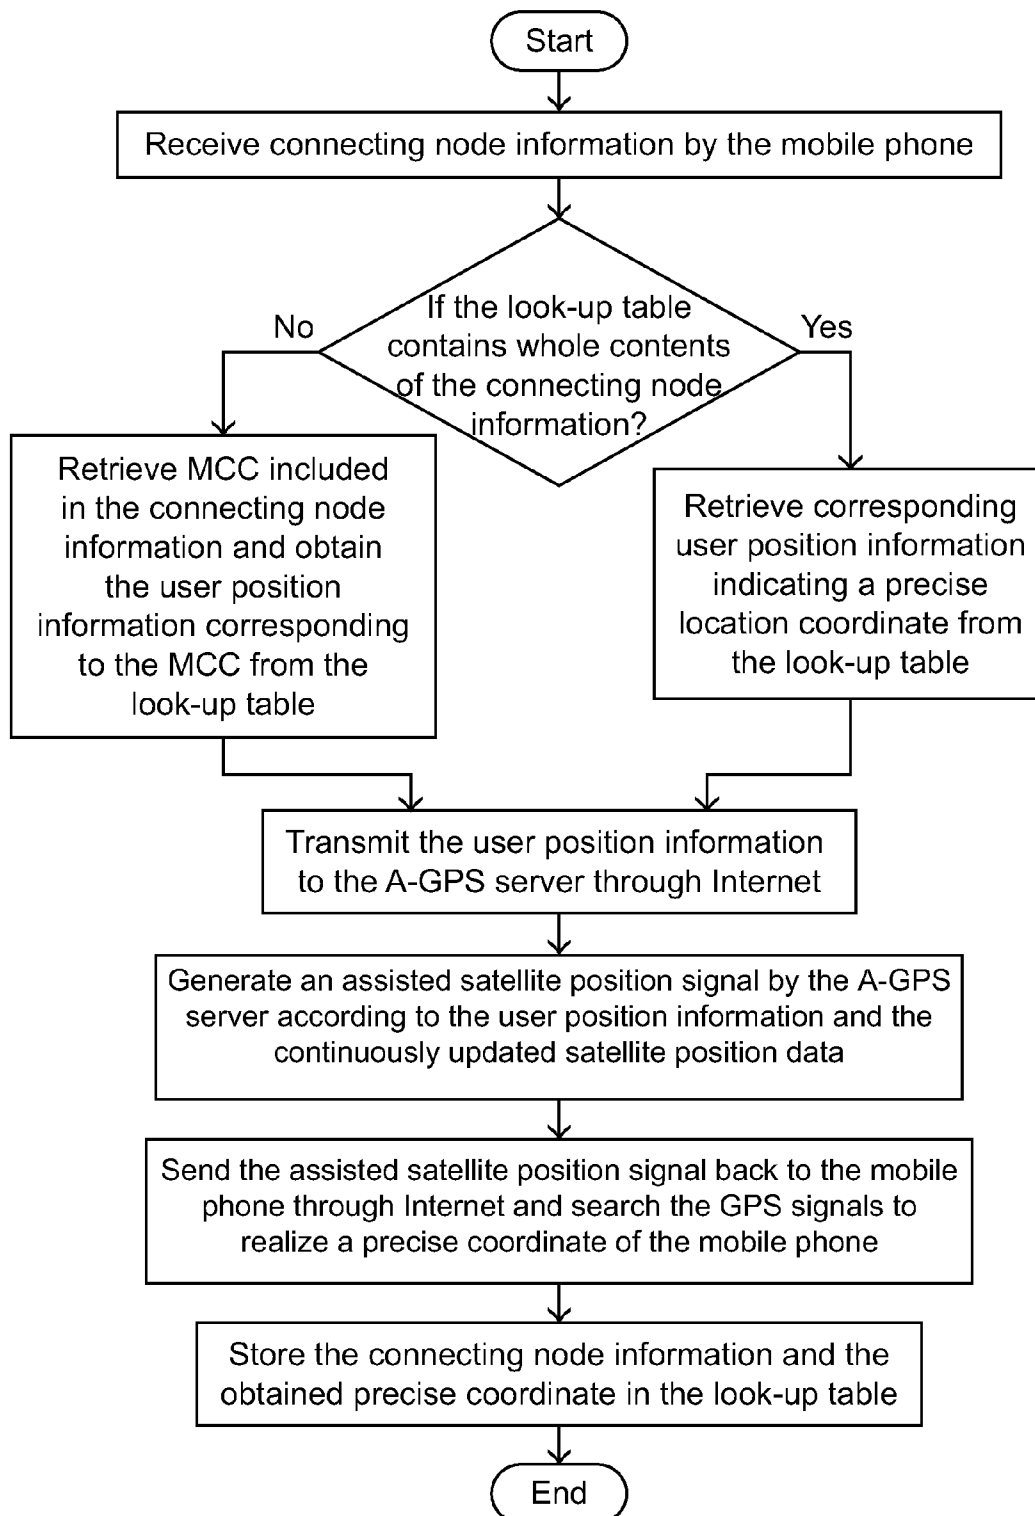 Start
Receive connecting node information by the mobile phone
If the look-up table
contains whole contents
of the connecting node
information?
No
Yes
Retrieve MCC included
in the connecting node
information and obtain
the user position
information corresponding
to the MCC from the
look-up table
Retrieve corresponding
user position information
indicating a precise
location coordinate from
the look-up table
Transmit the user position information
to the A-GPS server through Internet
Generate an assisted satellite position signal by the A-GPS
server according to the user position information and the
continuously updated satellite position data
Send the assisted satellite position signal back to the mobile
phone through Internet and search the GPS signals to
realize a precise coordinate of the mobile phone
Store the connecting node information and the
obtained precise coordinate in the look-up table
End